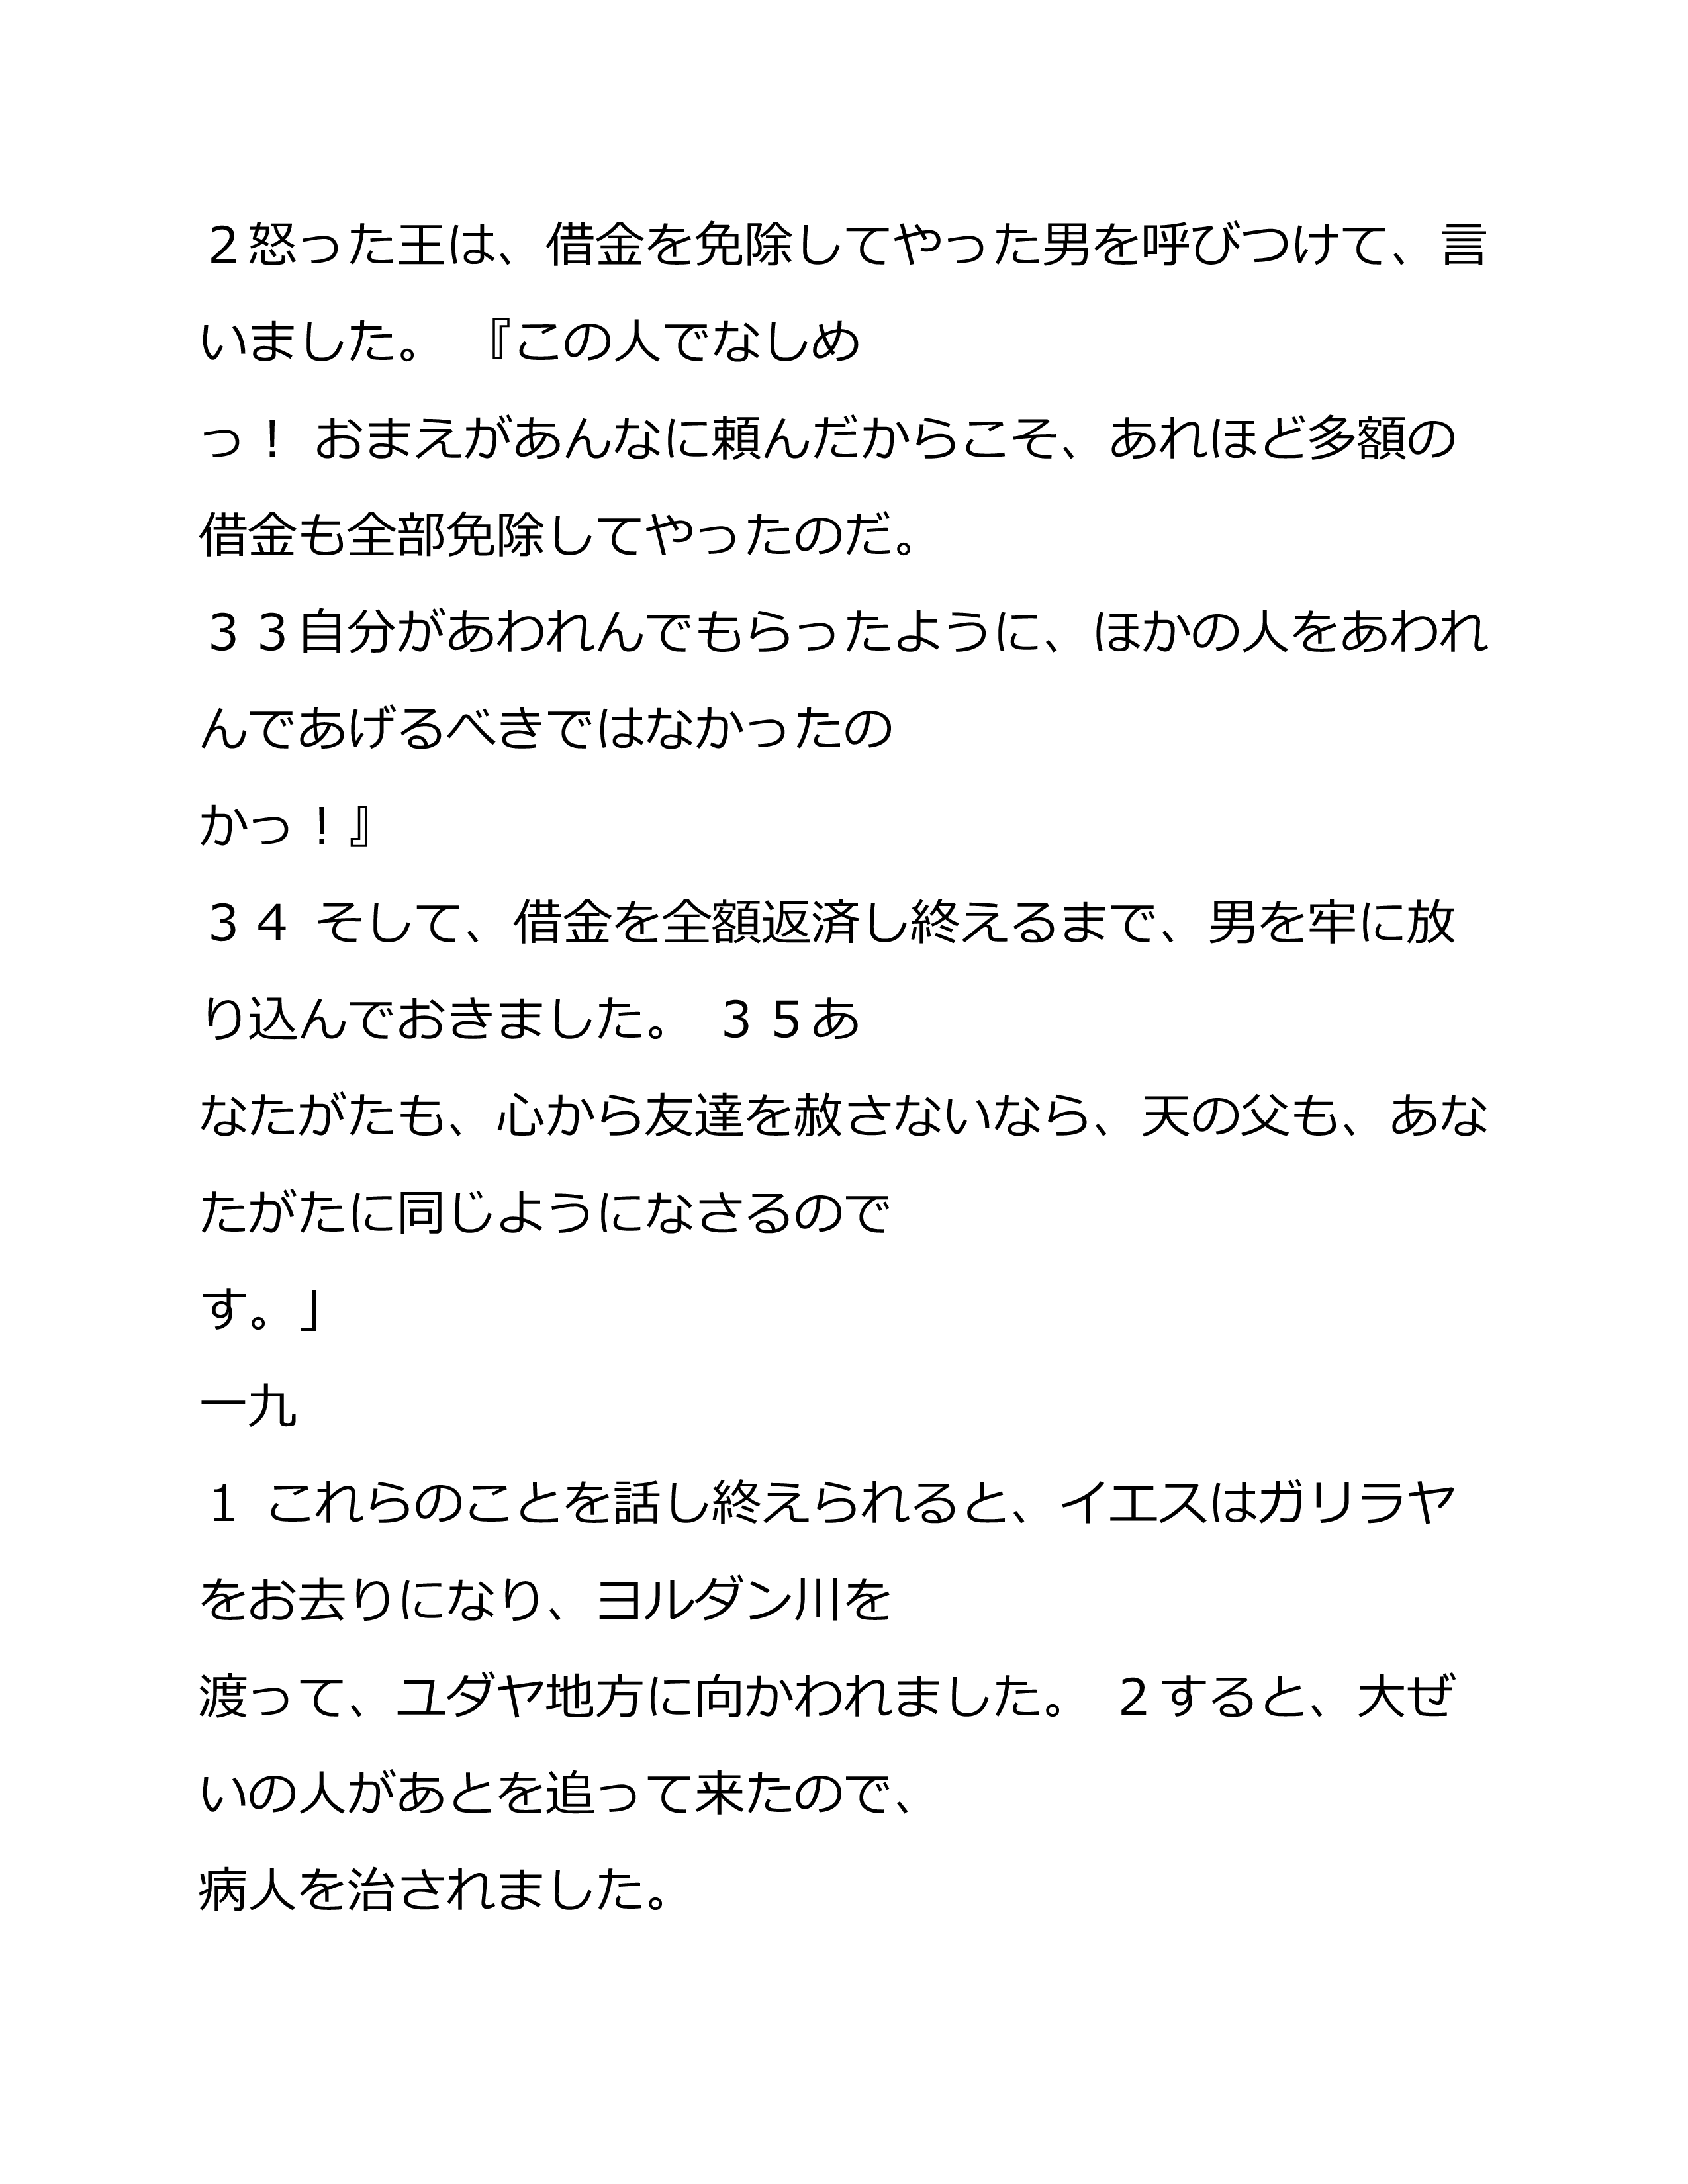 ２怒った王は、借金を免除してやった男を呼びつけて、言
いました。 『この人でなしめ
っ！ おまえがあんなに頼んだからこそ、あれほど多額の
借金も全部免除してやったのだ。
３３自分があわれんでもらったように、ほかの人をあわれ
んであげるべきではなかったの
かっ！』
３４ そして、借金を全額返済し終えるまで、男を牢に放
り込んでおきました。 ３５あ
なたがたも、心から友達を赦さないなら、天の父も、あな
たがたに同じようになさるので
す。」
一九
１ これらのことを話し終えられると、イエスはガリラヤ
をお去りになり、ヨルダン川を
渡って、ユダヤ地方に向かわれました。 ２すると、大ぜ
いの人があとを追って来たので、
病人を治されました。